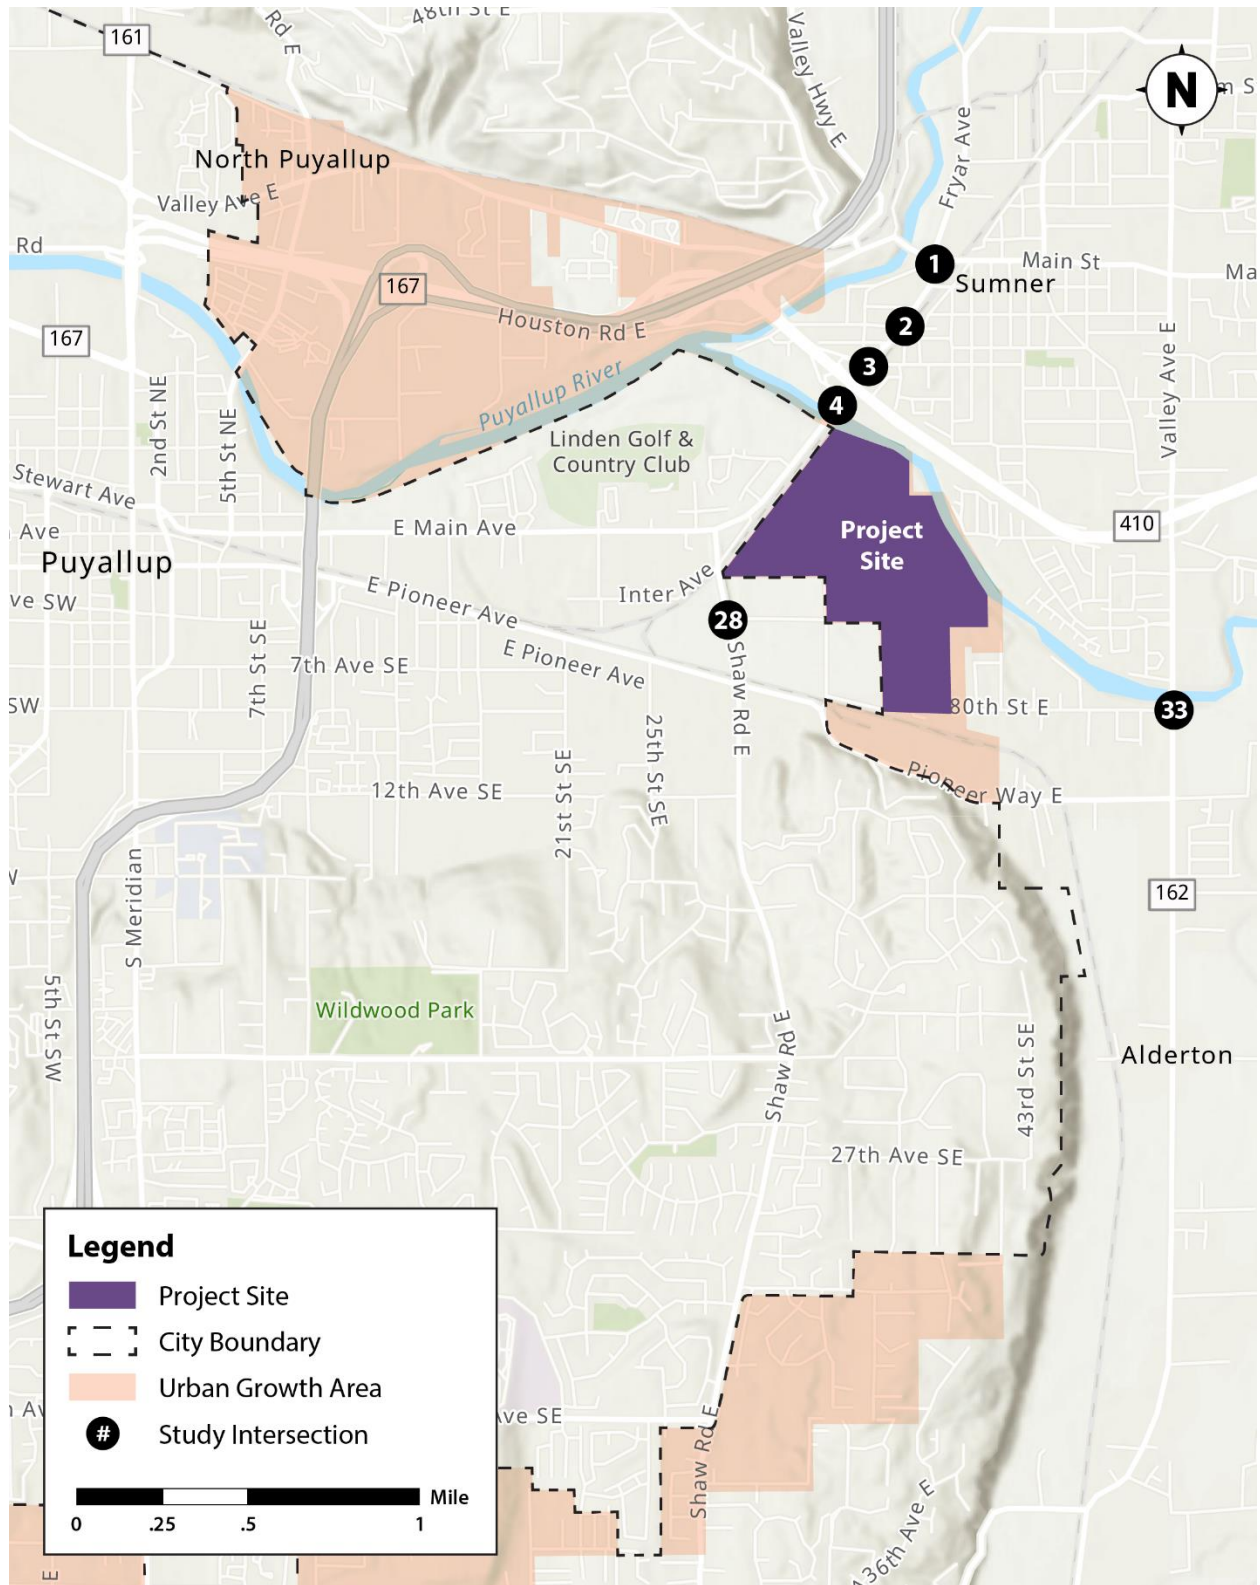 48th St E
161
Rd E
Valley Hwy E
N
m S
Fryar Ave
North Puyallup
Valley Ave E
Rd
1
Main St
Ma
Sumner
167
167
Houston Rd E
2
3
4
Puyallup River
Valley Ave E
2nd St NE
5th St NE
Linden Golf &
Country Club
Stewart Ave
E Main Ave
410
Ave
Puyallup
Project
Site
Inter Ave
E Pioneer Ave
ve SW
28
E Pioneer Ave
7th St SE
7th Ave SE
Shaw Rd E
SW
80th St E
33
25th St SE
21st St SE
12th Ave SE
Pioneer Way E
S Meridian
162
5th St SW
Wildwood Park
Shaw Rd E
43rd St SE
Alderton
27th Ave SE
Legend
Project Site
City Boundary
Urban Growth Area
# Study Intersection
0 .25 .5 1 Mile
Ave SE
Shaw Rd E
136th Ave E
E